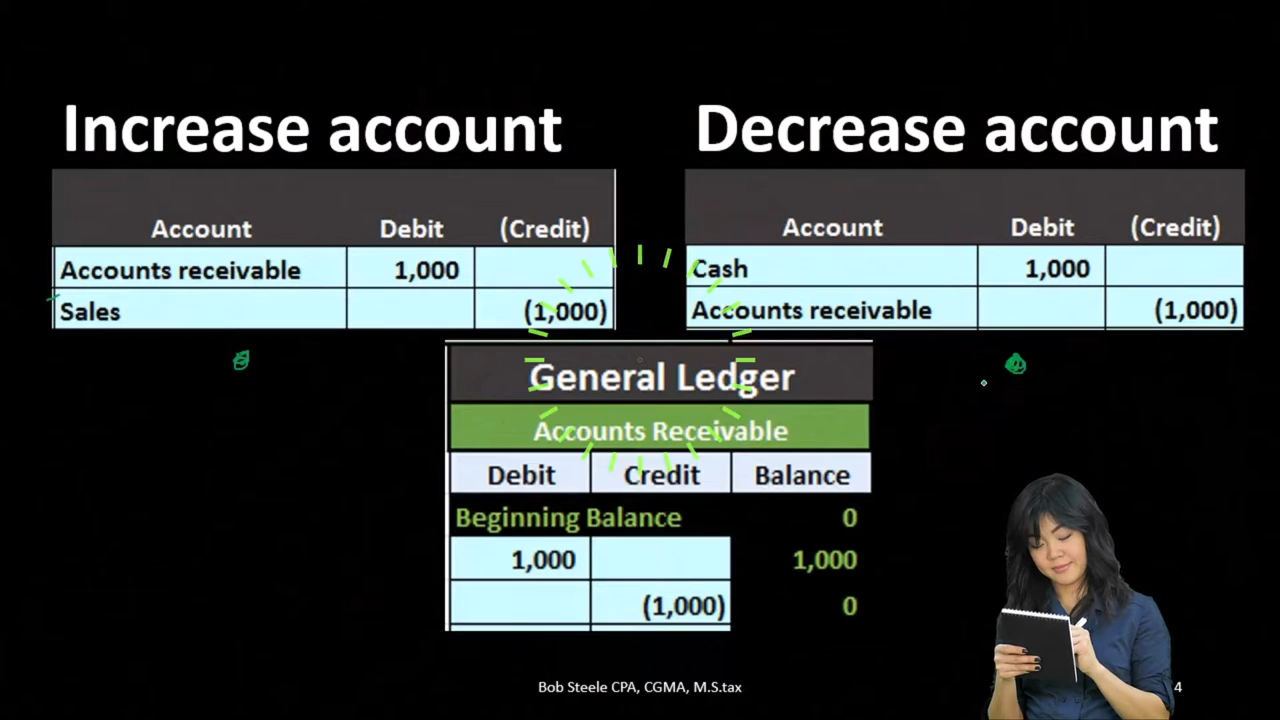 Increase account
Decrease account
Account Debit (Credit)
Accounts receivable 1,000
Sales (1,000)
Account Debit (Credit)
Cash 1,000
Accounts receivable (1,000)
General Ledger
Accounts Receivable
Debit Credit Balance
Beginning Balance 0
1,000 1,000
(1,000) 0
Bob Steele CPA, CGMA, M.S.tax
4